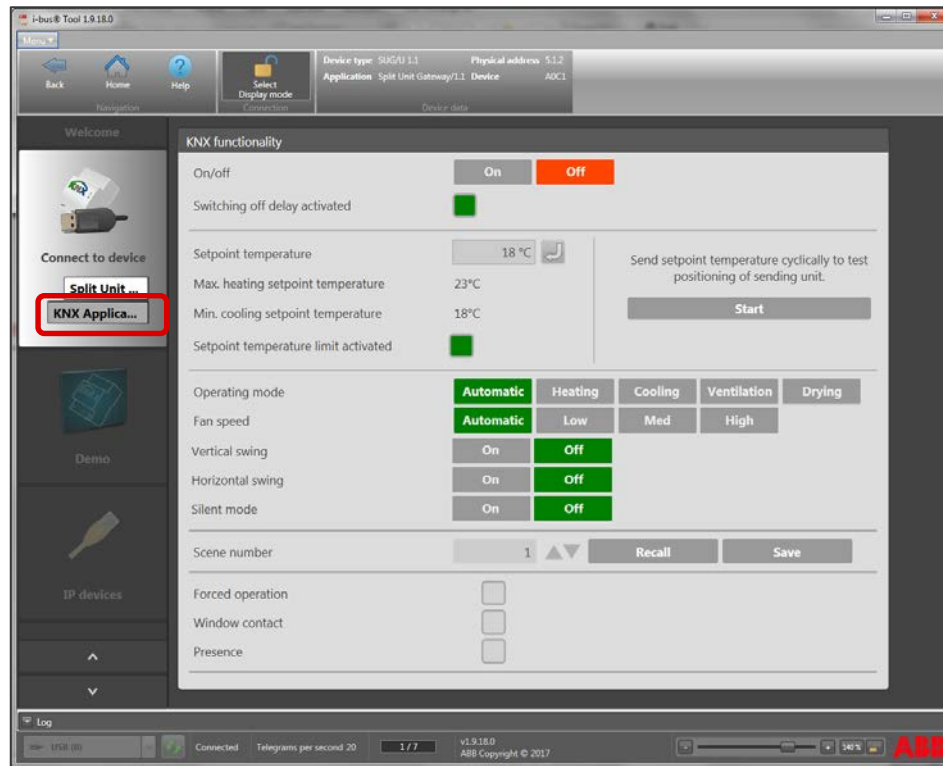 i-bus® Tool 1.9.18.0
Menu
Back
Home
Help
Select
Display mode
Navigation
Connection
Device type SUG/U 1.1 Physical address 5.1.2
Application Split Unit Gateway/1.1 Device A0C1
Device data
Welcome
Connect to device
Split Unit ...
KNX Applica...
Demo
IP devices
KNX functionality
On/off On Off
Switching off delay activated
Setpoint temperature 18 °C
Max. heating setpoint temperature 23°C
Min. cooling setpoint temperature 18°C
Setpoint temperature limit activated
Send setpoint temperature cyclically to test
positioning of sending unit.
Start
Operating mode Automatic Heating Cooling Ventilation Drying
Fan speed Automatic Low Med High
Vertical swing On Off
Horizontal swing On Off
Silent mode On Off
Scene number 1 Recall Save
Forced operation
Window contact
Presence
Log
USB (0) Connected Telegrams per second 20 1 / 7
v1.9.18.0
ABB Copyright © 2017
140 %
ABB